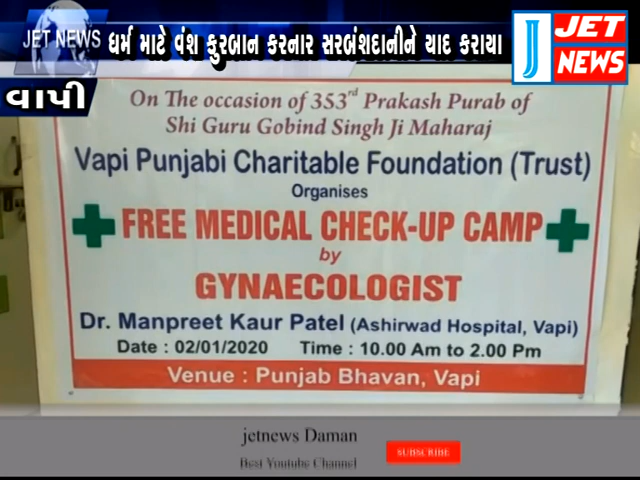 JET NEWS
ધર્મ માટે વંશ કુરબાન કરનાર સરબંશદાનીને યાદ કરાયા
JET
NEWS
વાપી
On The occasion of 353rd Prakash Purab of
Shi Guru Gobind Singh Ji Maharaj
Vapi Punjabi Charitable Foundation (Trust)
Organises
FREE MEDICAL CHECK-UP CAMP
by
GYNAECOLOGIST
Dr. Manpreet Kaur Patel (Ashirwad Hospital, Vapi)
Date : 02/01/2020 Time : 10.00 Am to 2.00 Pm
Venue : Punjab Bhavan, Vapi
jetnews Daman
Best Youtube Channel
SUBSCRIBE